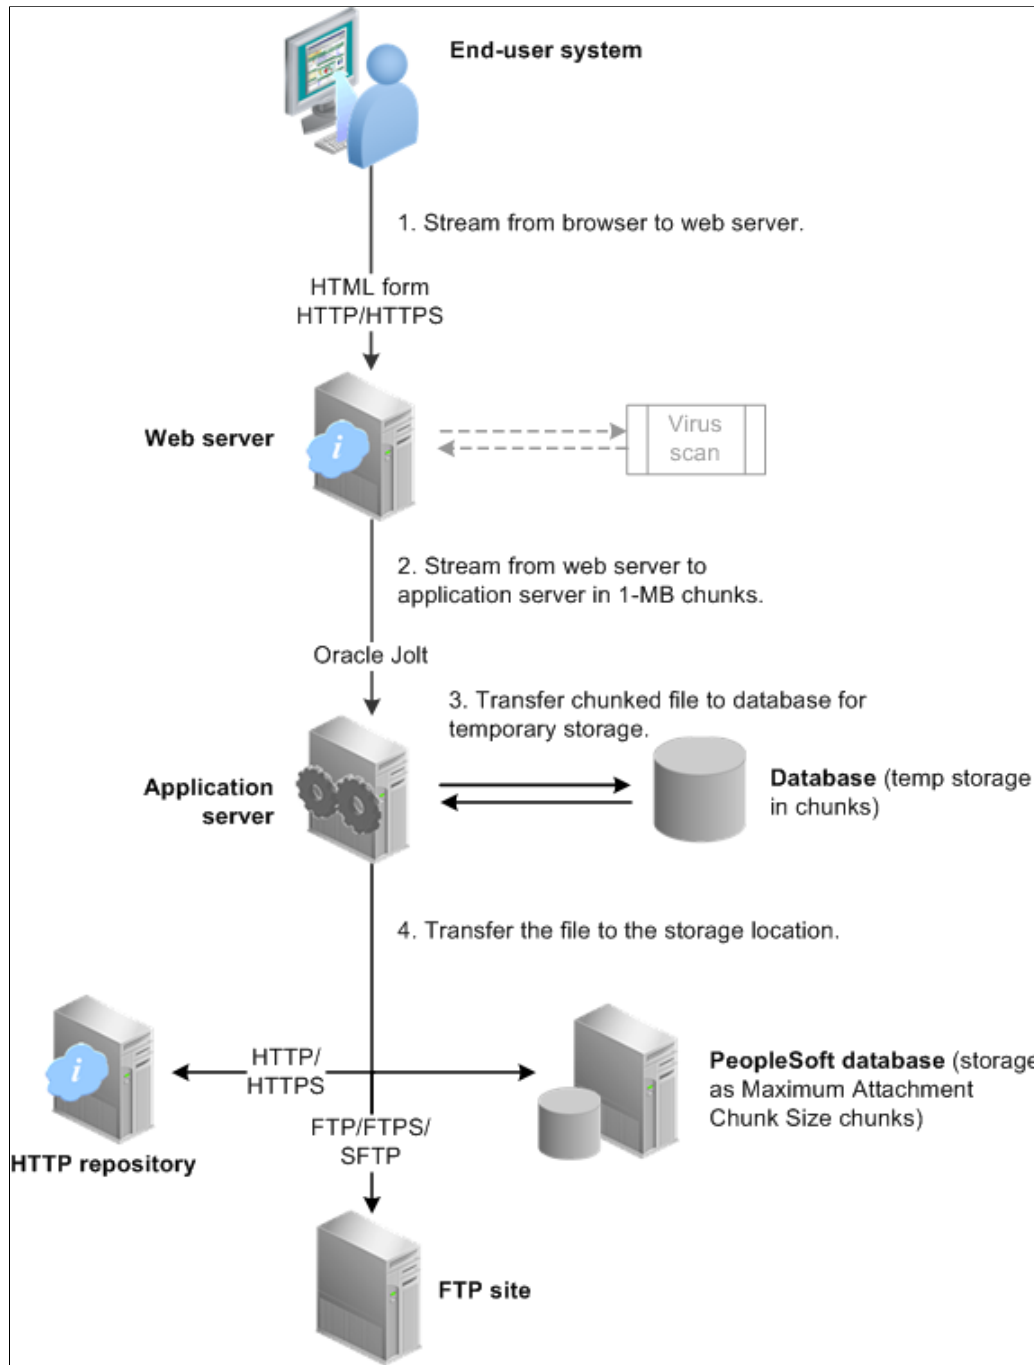 End-user system
1. Stream from browser to web server.
HTML form
HTTP/HTTPS
Web server
Virus
scan
2. Stream from web server to
application server in 1-MB chunks.
Oracle Jolt
3. Transfer chunked file to database for
temporary storage.
Application
server
Database (temp storage
in chunks)
4. Transfer the file to the storage location.
HTTP/
HTTPS
PeopleSoft database (storage
as Maximum Attachment
Chunk Size chunks)
FTP/FTPS/
SFTP
HTTP repository
FTP site